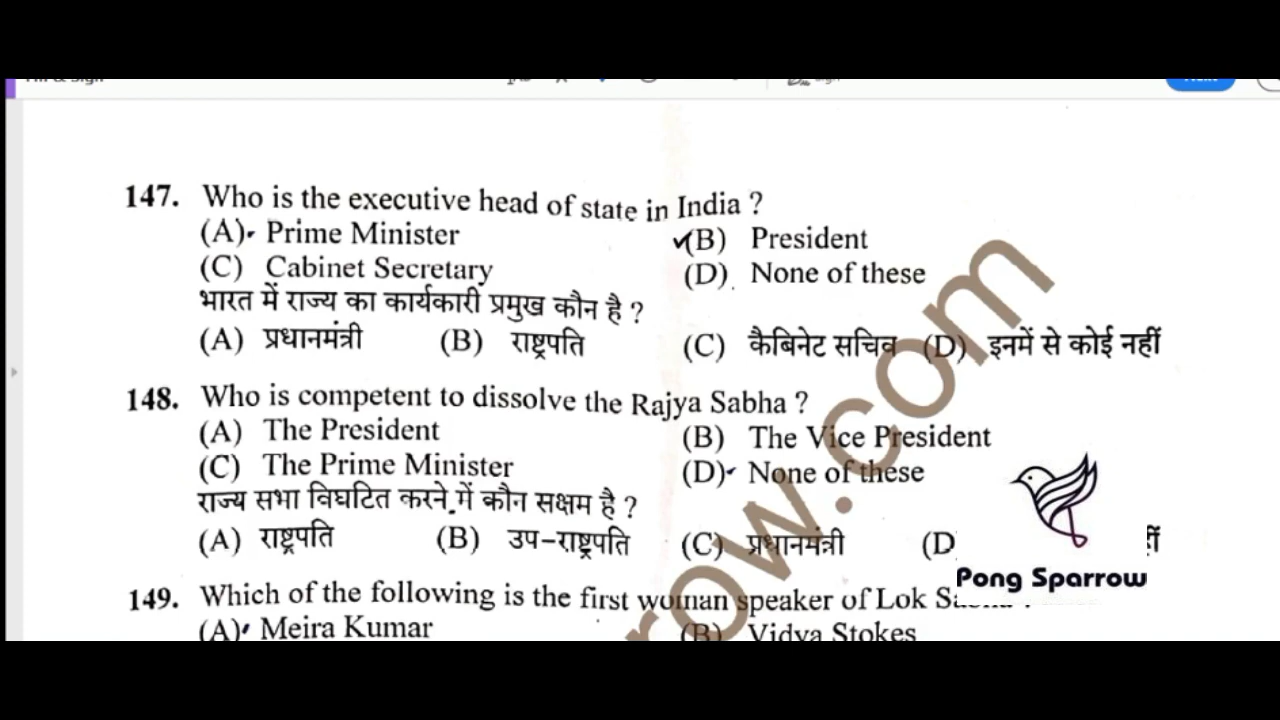 147. Who is the executive head of state in India ?
(A) Prime Minister (B) President
(C) Cabinet Secretary (D) None of these
भारत में राज्य का कार्यकारी प्रमुख कौन है ?
(A) प्रधानमंत्री (B) राष्ट्रपति (C) कैबिनेट सचिव (D) इनमें से कोई नहीं
148. Who is competent to dissolve the Rajya Sabha ?
(A) The President (B) The Vice President
(C) The Prime Minister (D) None of these
राज्य सभा विघटित करने में कौन सक्षम है ?
(A) राष्ट्रपति (B) उप-राष्ट्रपति (C) प्रधानमंत्री (D
Pong Sparrow
149. Which of the following is the first woman speaker of Lok
(A) Meira Kumar (B) Vidya Stokes
row.com